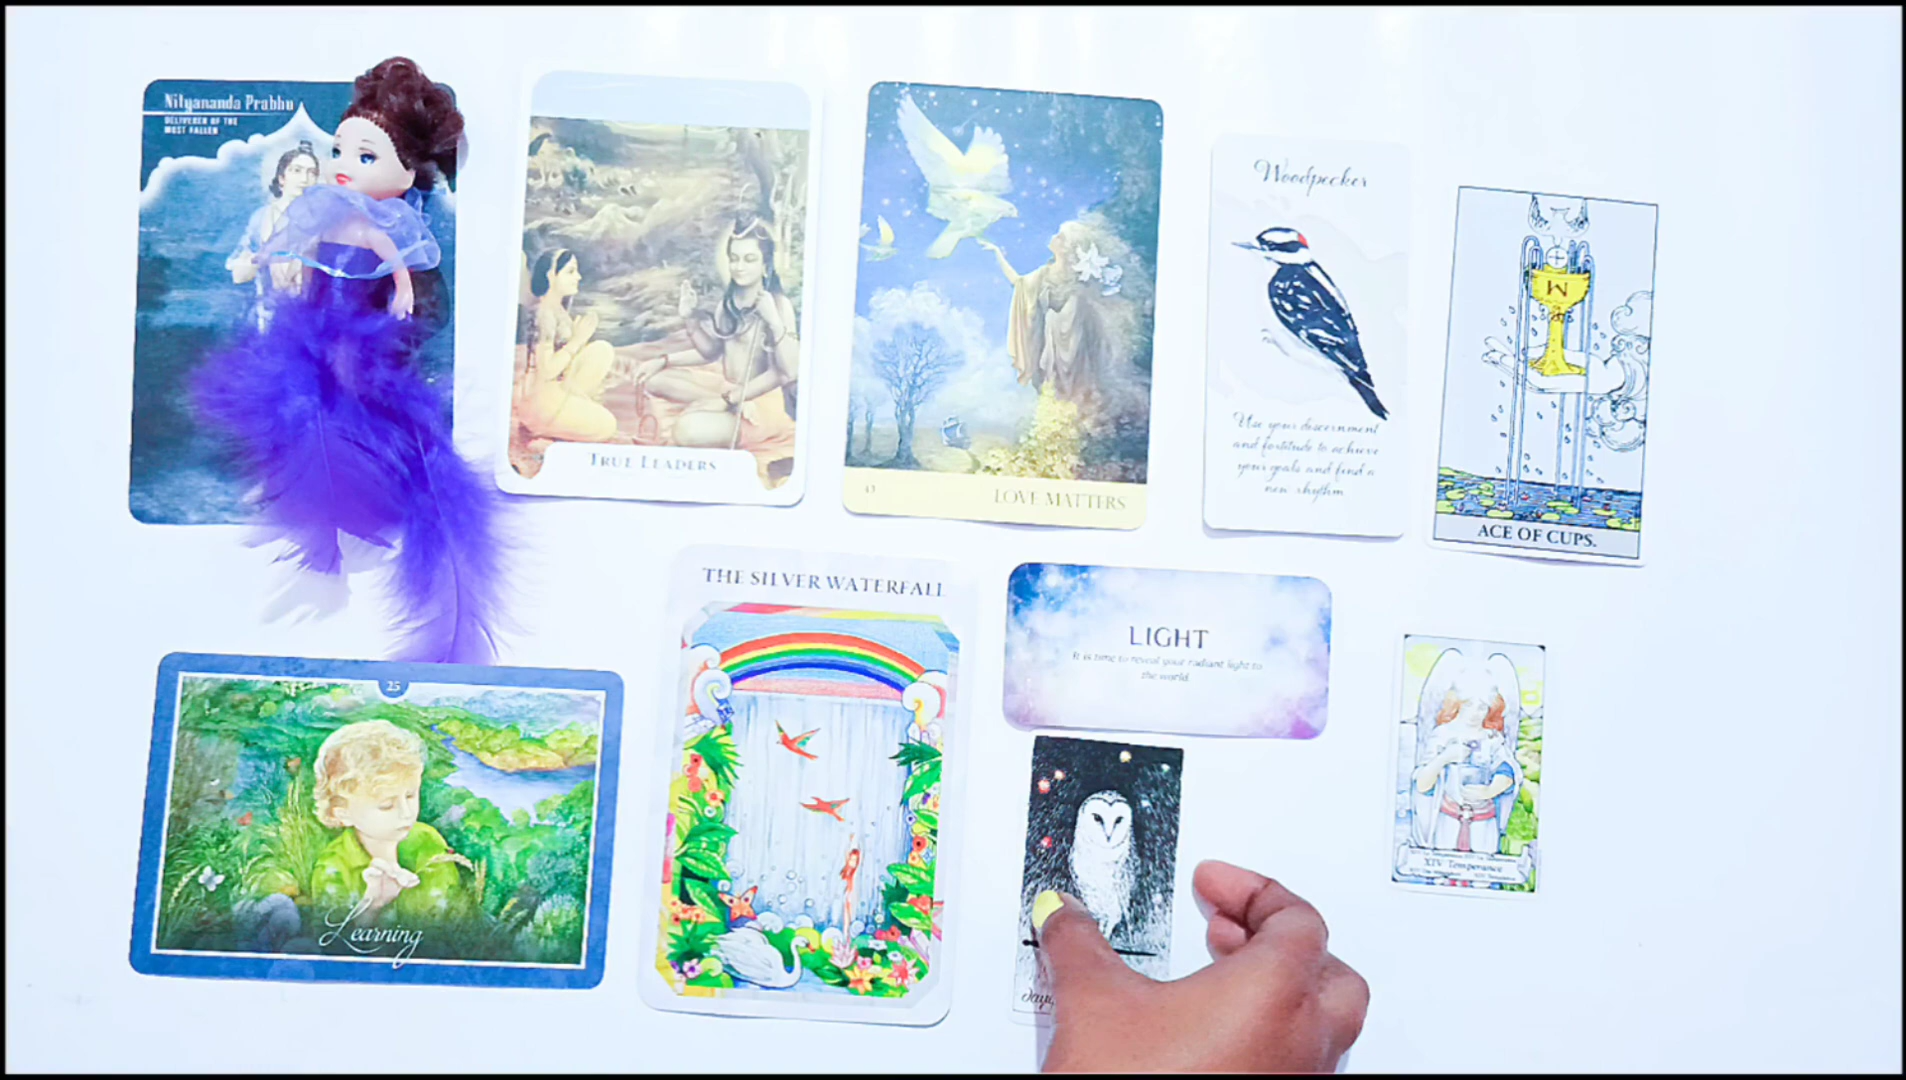 Nityananda Prabhu
DELIVERER OF THE
MOST FALLEN
TRUE LEADERS
43
LOVE MATTERS
Woodpecker
Use your discernment
and fortitude to achieve
your goals and find a
new rhythm
ACE OF CUPS.
25
Learning
THE SILVER WATERFALL
LIGHT
It is time to reveal your radiant light to
the world.
XIV Temperance